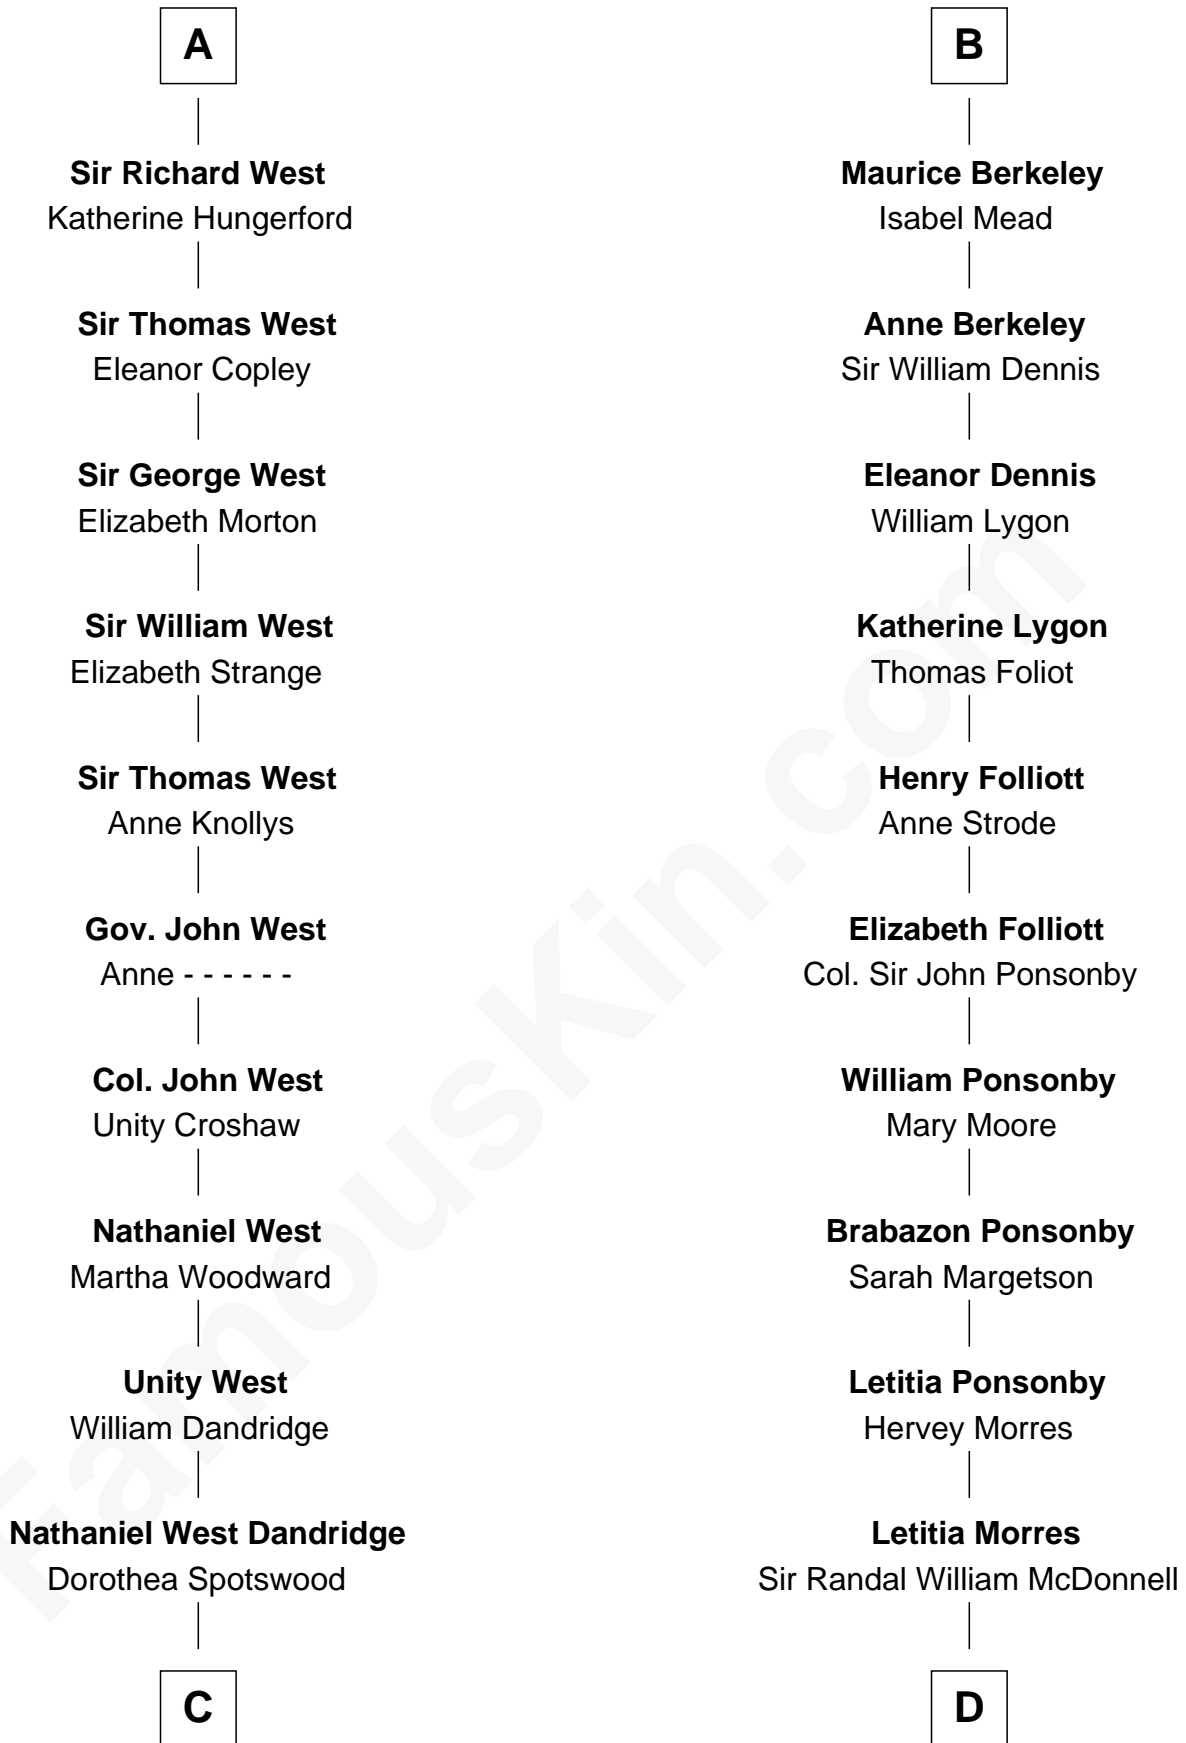 A
Sir Richard West
Katherine Hungerford
Sir Thomas West
Eleanor Copley
Sir George West
Elizabeth Morton
Sir William West
Elizabeth Strange
Sir Thomas West
Anne Knollys
Gov. John West
Anne - - - - - -
Col. John West
Unity Croshaw
Nathaniel West
Martha Woodward
Unity West
William Dandridge
Nathaniel West Dandridge
Dorothea Spotswood
C
B
Maurice Berkeley
Isabel Mead
Anne Berkeley
Sir William Dennis
Eleanor Dennis
William Lygon
Katherine Lygon
Thomas Foliot
Henry Folliott
Anne Strode
Elizabeth Folliott
Col. Sir John Ponsonby
William Ponsonby
Mary Moore
Brabazon Ponsonby
Sarah Margetson
Letitia Ponsonby
Hervey Morres
Letitia Morres
Sir Randal William McDonnell
D
FamousKin.com